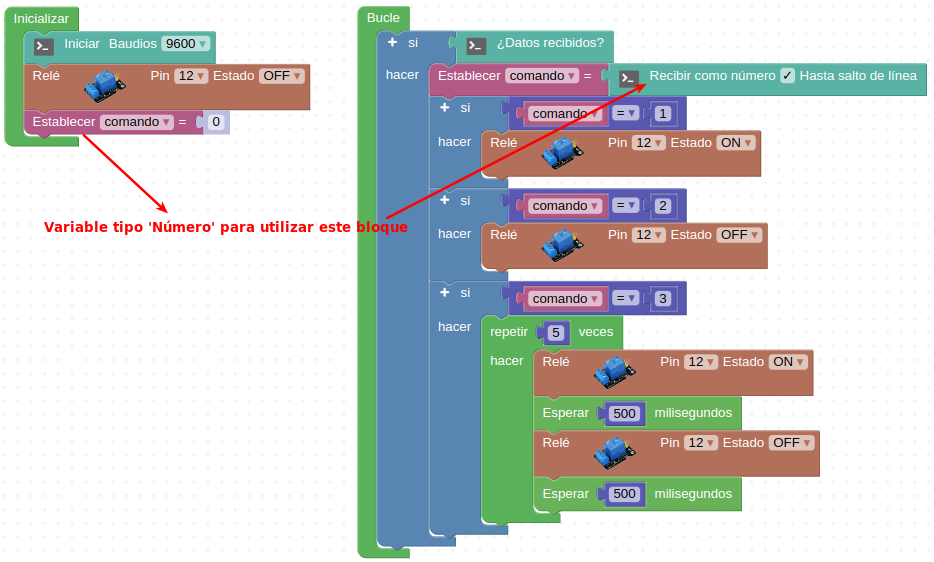 Inicializar
Iniciar Baudios 9600
Relé Pin 12 Estado OFF
Establecer comando = 0
Variable tipo 'Número' para utilizar este bloque
Bucle
si ¿Datos recibidos?
hacer Establecer comando = Recibir como número ✓ Hasta salto de línea
si comando = 1
hacer Relé Pin 12 Estado ON
si comando = 2
hacer Relé Pin 12 Estado OFF
si comando = 3
hacer repetir 5 veces
hacer Relé Pin 12 Estado ON
Esperar 500 milisegundos
Relé Pin 12 Estado OFF
Esperar 500 milisegundos